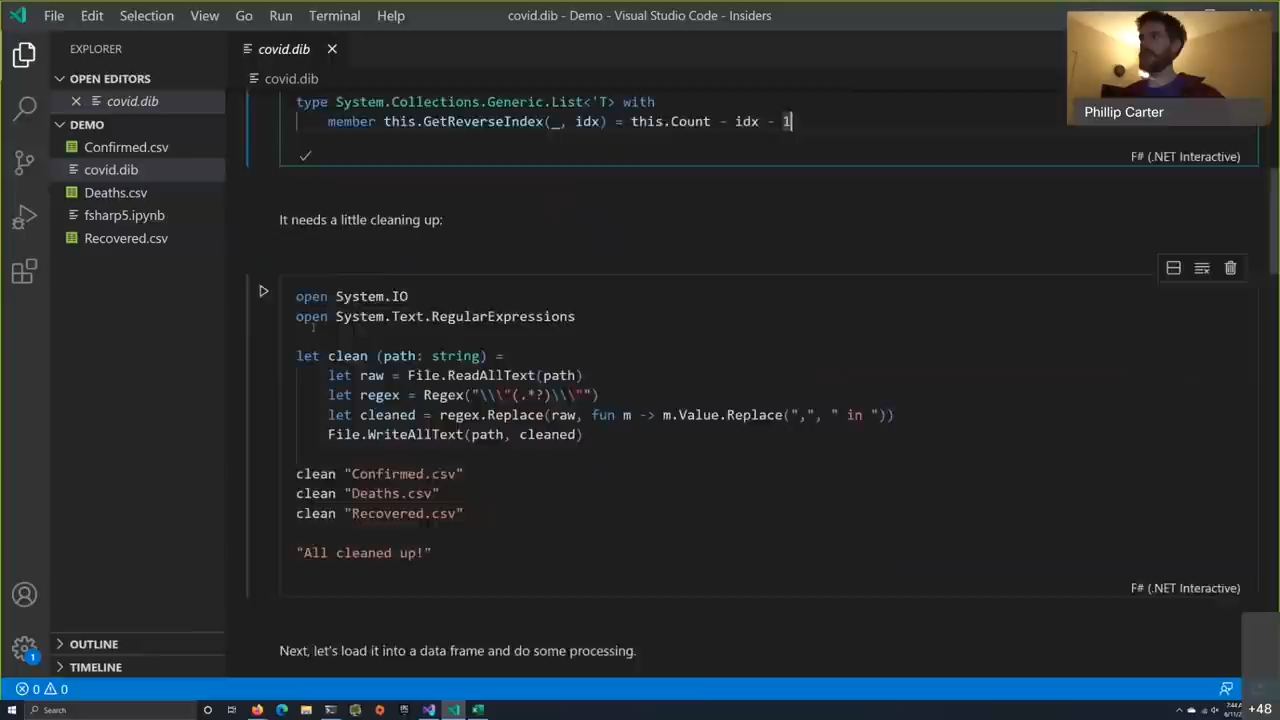 File Edit Selection View Go Run Terminal Help covid.dib - Demo - Visual Studio Code - Insiders
EXPLORER
covid.dib
OPEN EDITORS
covid.dib
covid.dib
DEMO
Confirmed.csv
covid.dib
Deaths.csv
fsharp5.ipynb
Recovered.csv
OUTLINE
TIMELINE
type System.Collections.Generic.List<'T> with
member this.GetReverseIndex(_, idx) = this.Count - idx - 1
F# (.NET Interactive)
It needs a little cleaning up:
open System.IO
open System.Text.RegularExpressions
let clean (path: string) =
let raw = File.ReadAllText(path)
let regex = Regex("\\\"(.*?)\\\"")
let cleaned = regex.Replace(raw, fun m -> m.Value.Replace(",", " in "))
File.WriteAllText(path, cleaned)
clean "Confirmed.csv"
clean "Deaths.csv"
clean "Recovered.csv"
"All cleaned up!"
F# (.NET Interactive)
Next, let's load it into a data frame and do some processing.
Phillip Carter
1
0 0
Search
+48